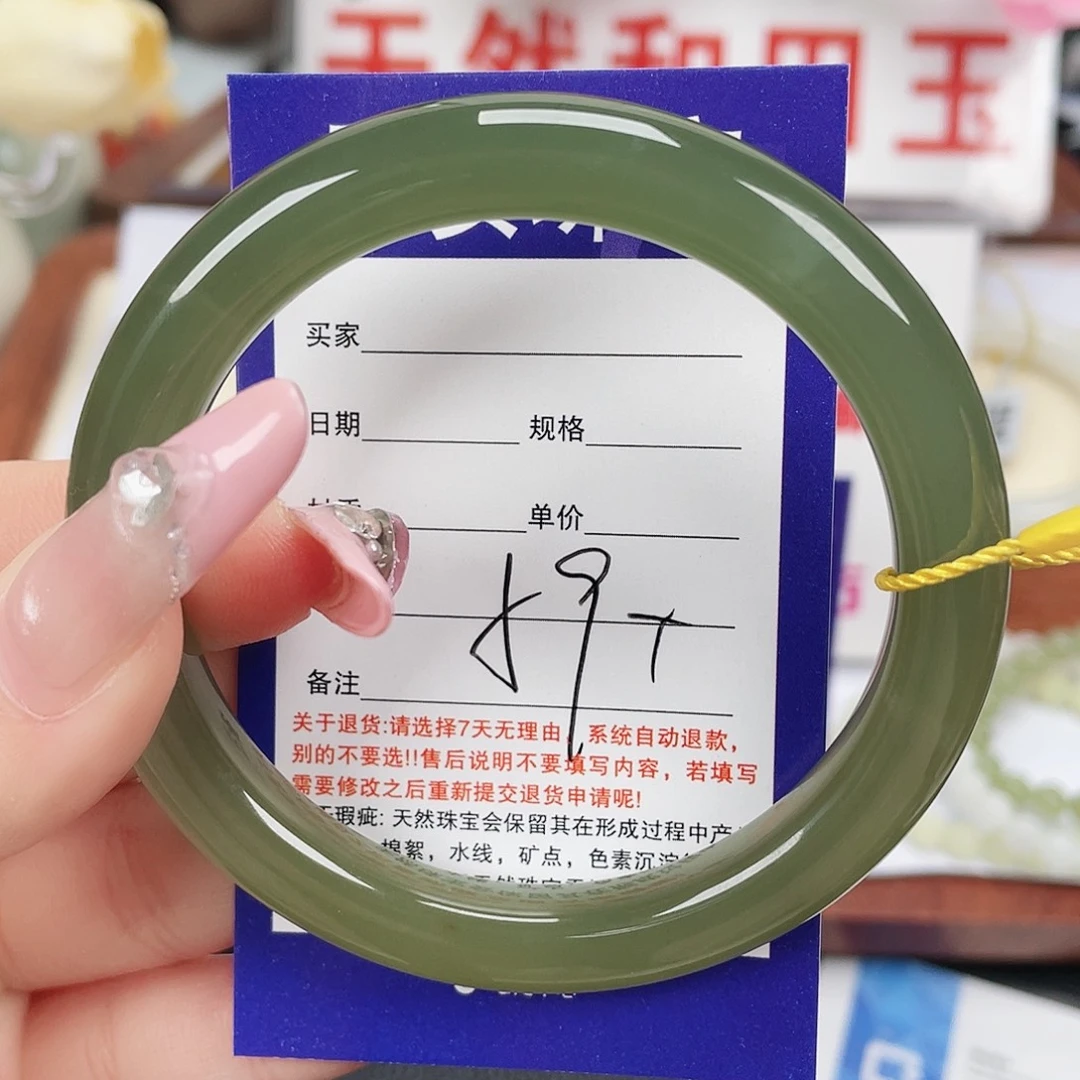 天然和田玉
买家
日期 规格
单价
备注
关于退货:请选择7天无理由，系统自动退款，
别的不要选!!售后说明不要填写内容，若填写
需要修改之后重新提交退货申请呢!
瑕疵: 天然珠宝会保留其在形成过程中产
棉絮，水线，矿点，色素沉淀